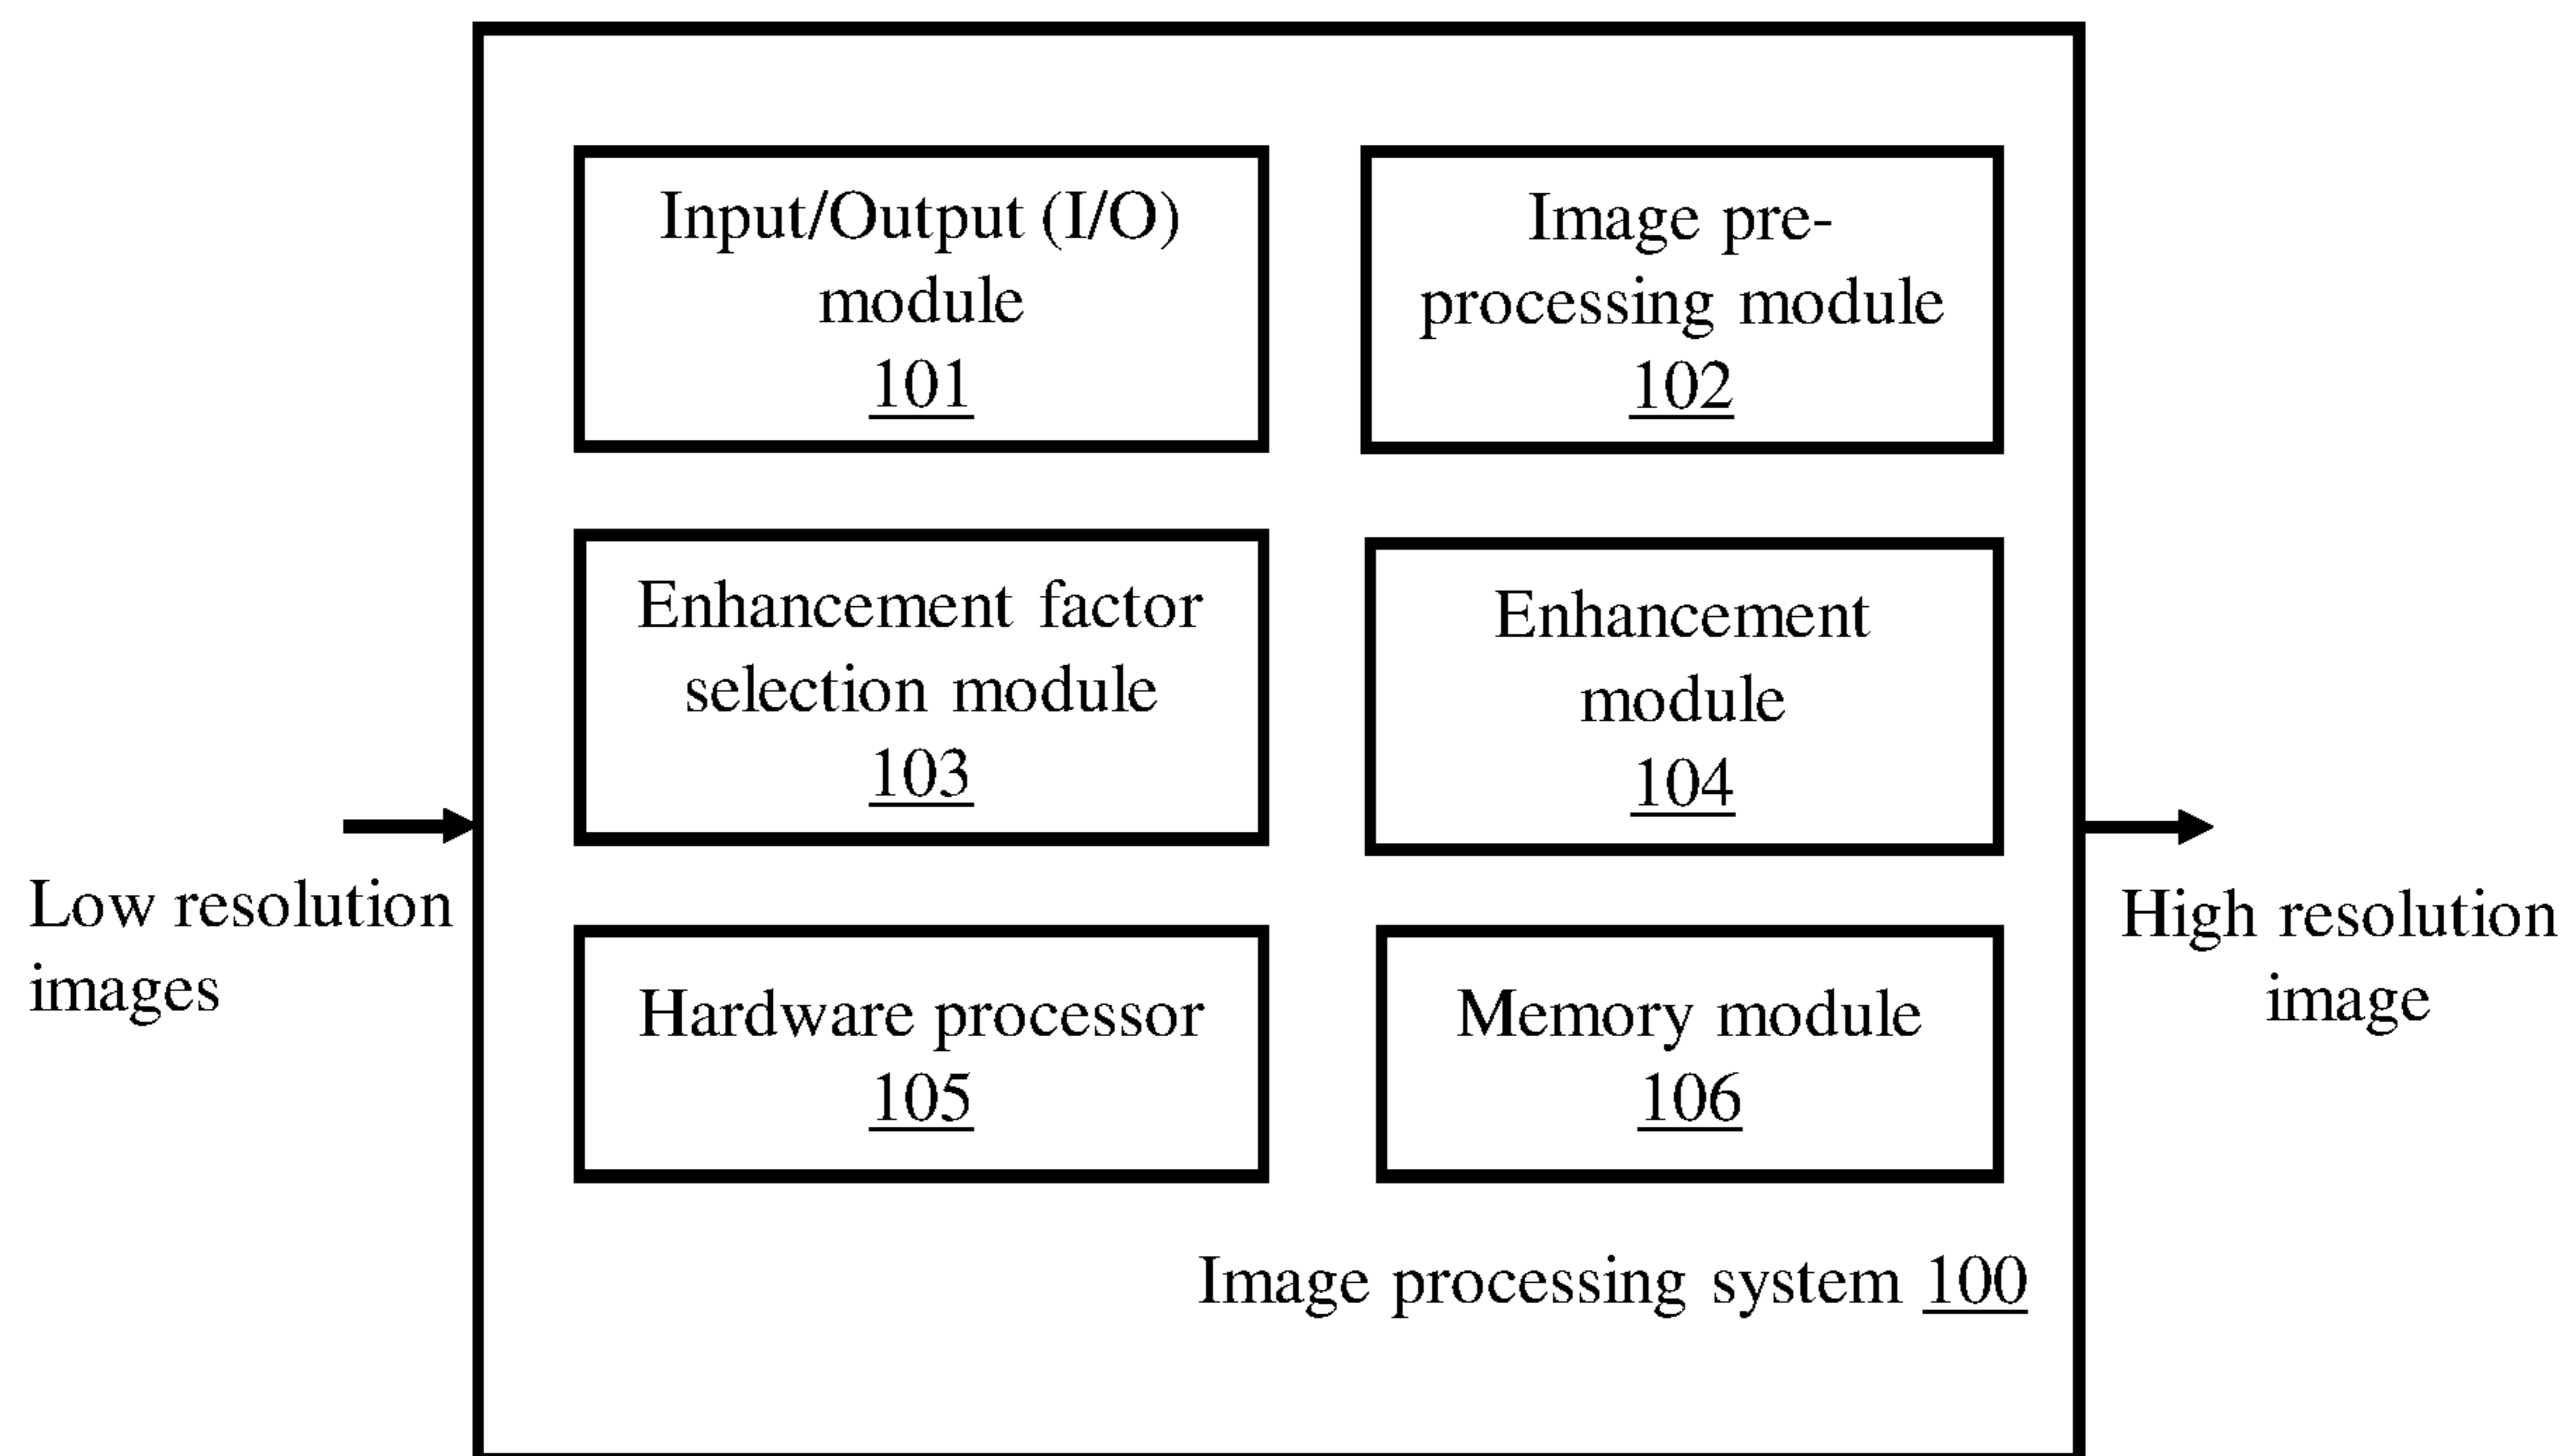 Input/Output (I/O)
module
101
Image pre-
processing module
102
Enhancement factor
selection module
103
Enhancement
module
104
Low resolution
images
High resolution
image
Hardware processor
105
Memory module
106
Image processing system 100